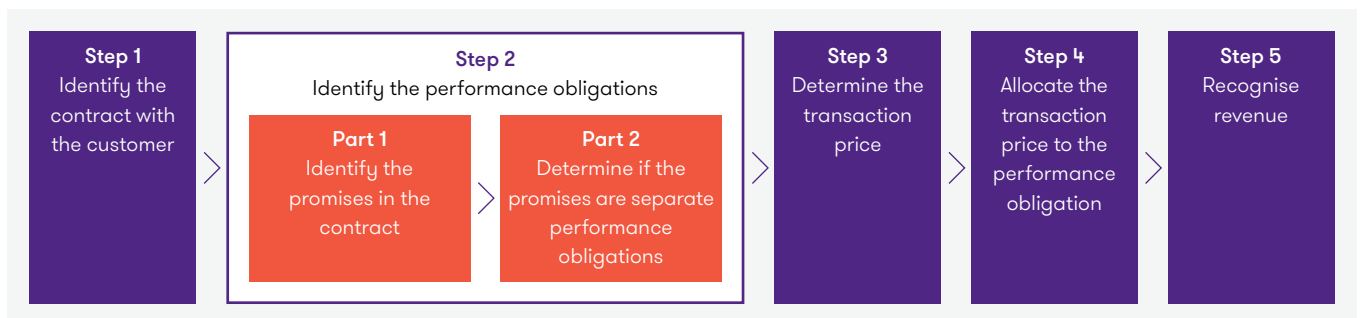 Step 1
Identify the
contract with
the customer
Step 2
Identify the performance obligations
Part 1
Identify the
promises in the
contract
Part 2
Determine if the
promises are separate
performance
obligations
Step 3
Determine the
transaction
price
Step 4
Allocate the
transaction
price to the
performance
obligation
Step 5
Recognise
revenue